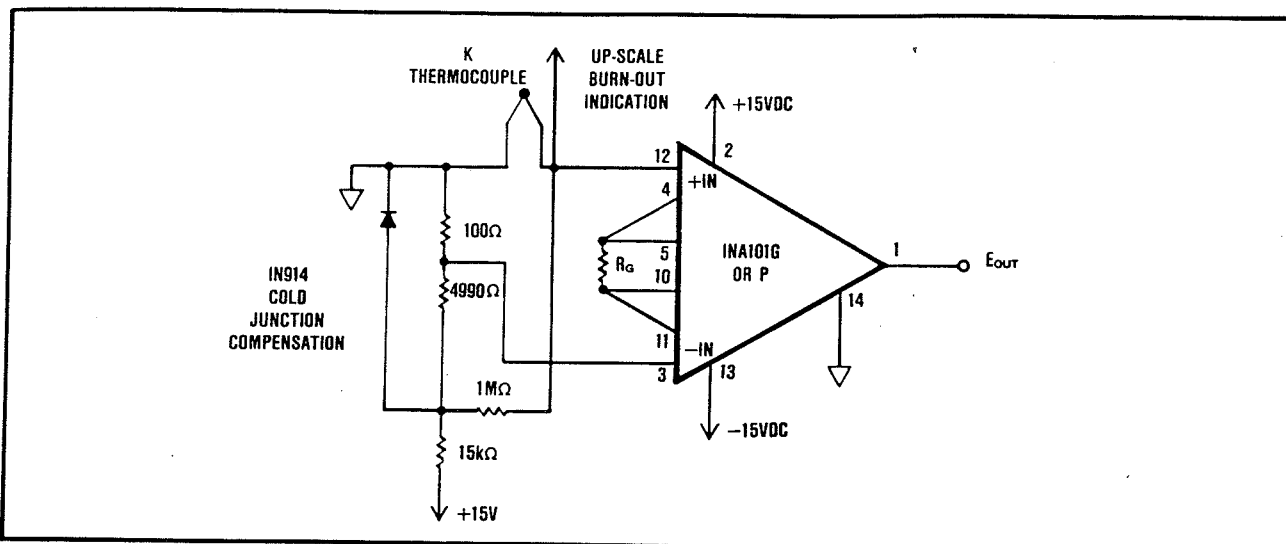 K
THERMOCOUPLE
UP-SCALE
BURN-OUT
INDICATION
+15VDC
12
2
+IN
4
100Ω
5
RG
10
INA101G
OR P
1
EOUT
IN914
COLD
JUNCTION
COMPENSATION
4990Ω
14
11
-IN
3
13
1MΩ
-15VDC
15kΩ
+15V